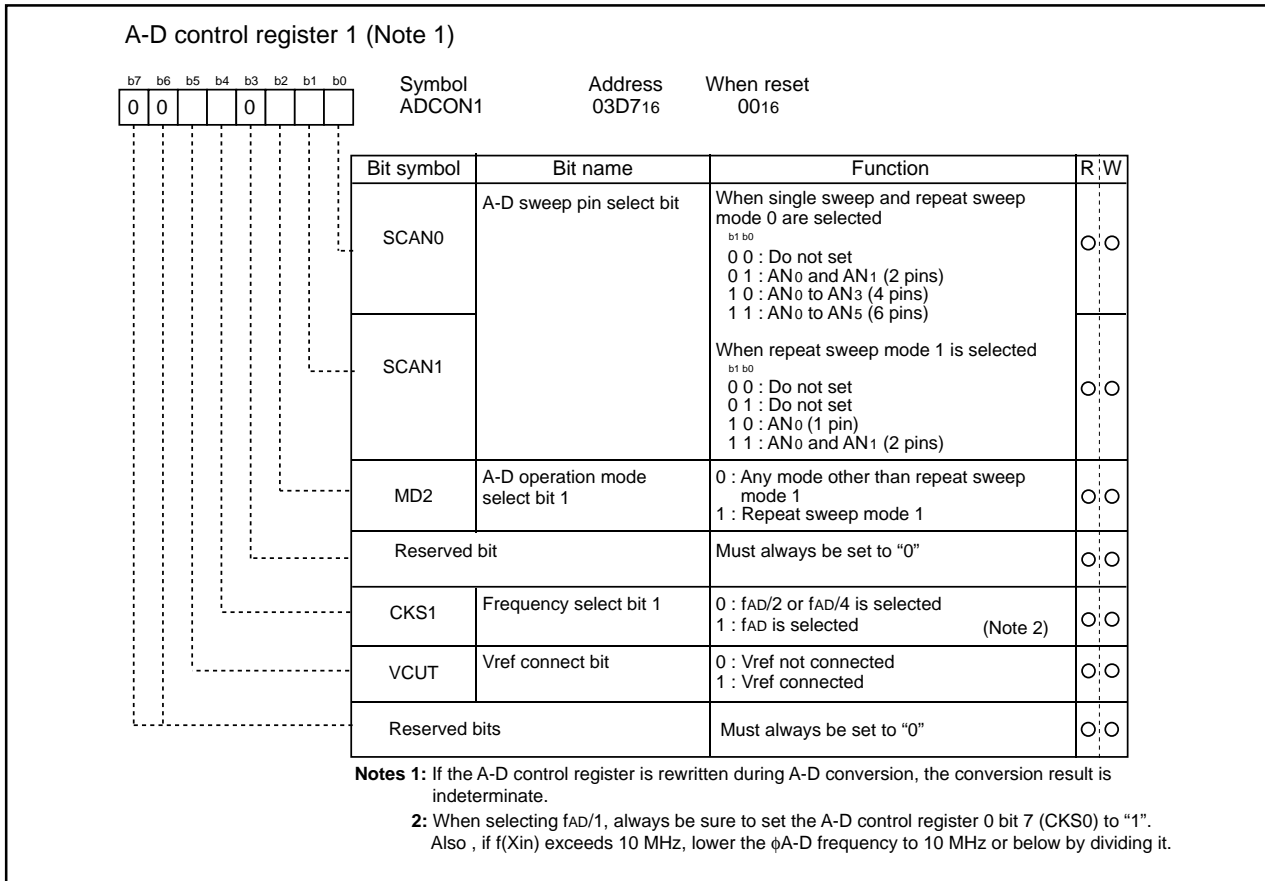 A-D control register 1 (Note 1)
b7 b6 b5 b4 b3 b2 b1 b0
0 0 0
Symbol Address When reset
ADCON1 03D716 0016
Bit symbol Bit name Function R W
SCAN0
A-D sweep pin select bit
When single sweep and repeat sweep
mode 0 are selected
b1 b0
0 0 : Do not set
0 1 : AN0 and AN1 (2 pins)
1 0 : AN0 to AN3 (4 pins)
1 1 : AN0 to AN5 (6 pins)
SCAN1
When repeat sweep mode 1 is selected
b1 b0
0 0 : Do not set
0 1 : Do not set
1 0 : AN0 (1 pin)
1 1 : AN0 and AN1 (2 pins)
MD2
A-D operation mode
select bit 1
0 : Any mode other than repeat sweep
mode 1
1 : Repeat sweep mode 1
Reserved bit
Must always be set to “0”
CKS1
Frequency select bit 1
0 : fAD/2 or fAD/4 is selected
1 : fAD is selected (Note 2)
VCUT
Vref connect bit
0 : Vref not connected
1 : Vref connected
Reserved bits
Must always be set to “0”
Notes 1: If the A-D control register is rewritten during A-D conversion, the conversion result is
indeterminate.
2: When selecting fAD/1, always be sure to set the A-D control register 0 bit 7 (CKS0) to “1”.
Also , if f(Xin) exceeds 10 MHz, lower the ϕA-D frequency to 10 MHz or below by dividing it.